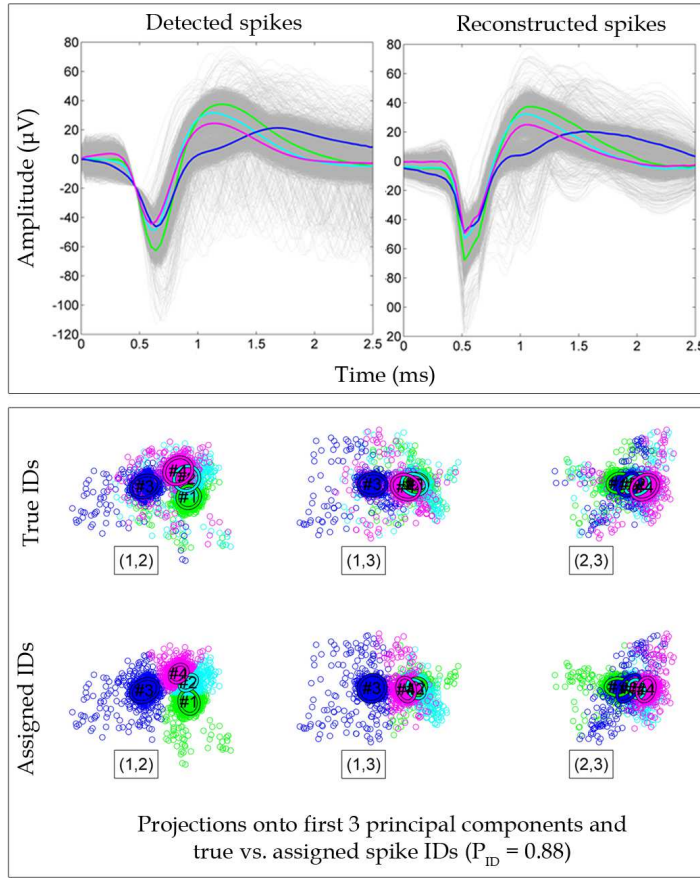 Detected spikes
Reconstructed spikes
80
60
40
20
0
-20
-40
-60
-80
-100
-120
80
60
40
20
0
20
40
60
80
00
20
Amplitude (µV)
0 0.5 1 1.5 2 2.5
0 0.5 1 1.5 2 2.5
Time (ms)
True IDs
#3 #4 #2 #1
(1,2)
#3
(1,3)
#4
(2,3)
Assigned IDs
#3 #4 #2 #1
(1,2)
#3 #4 2
(1,3)
#4
(2,3)
Projections onto first 3 principal components and
true vs. assigned spike IDs (P_ID = 0.88)